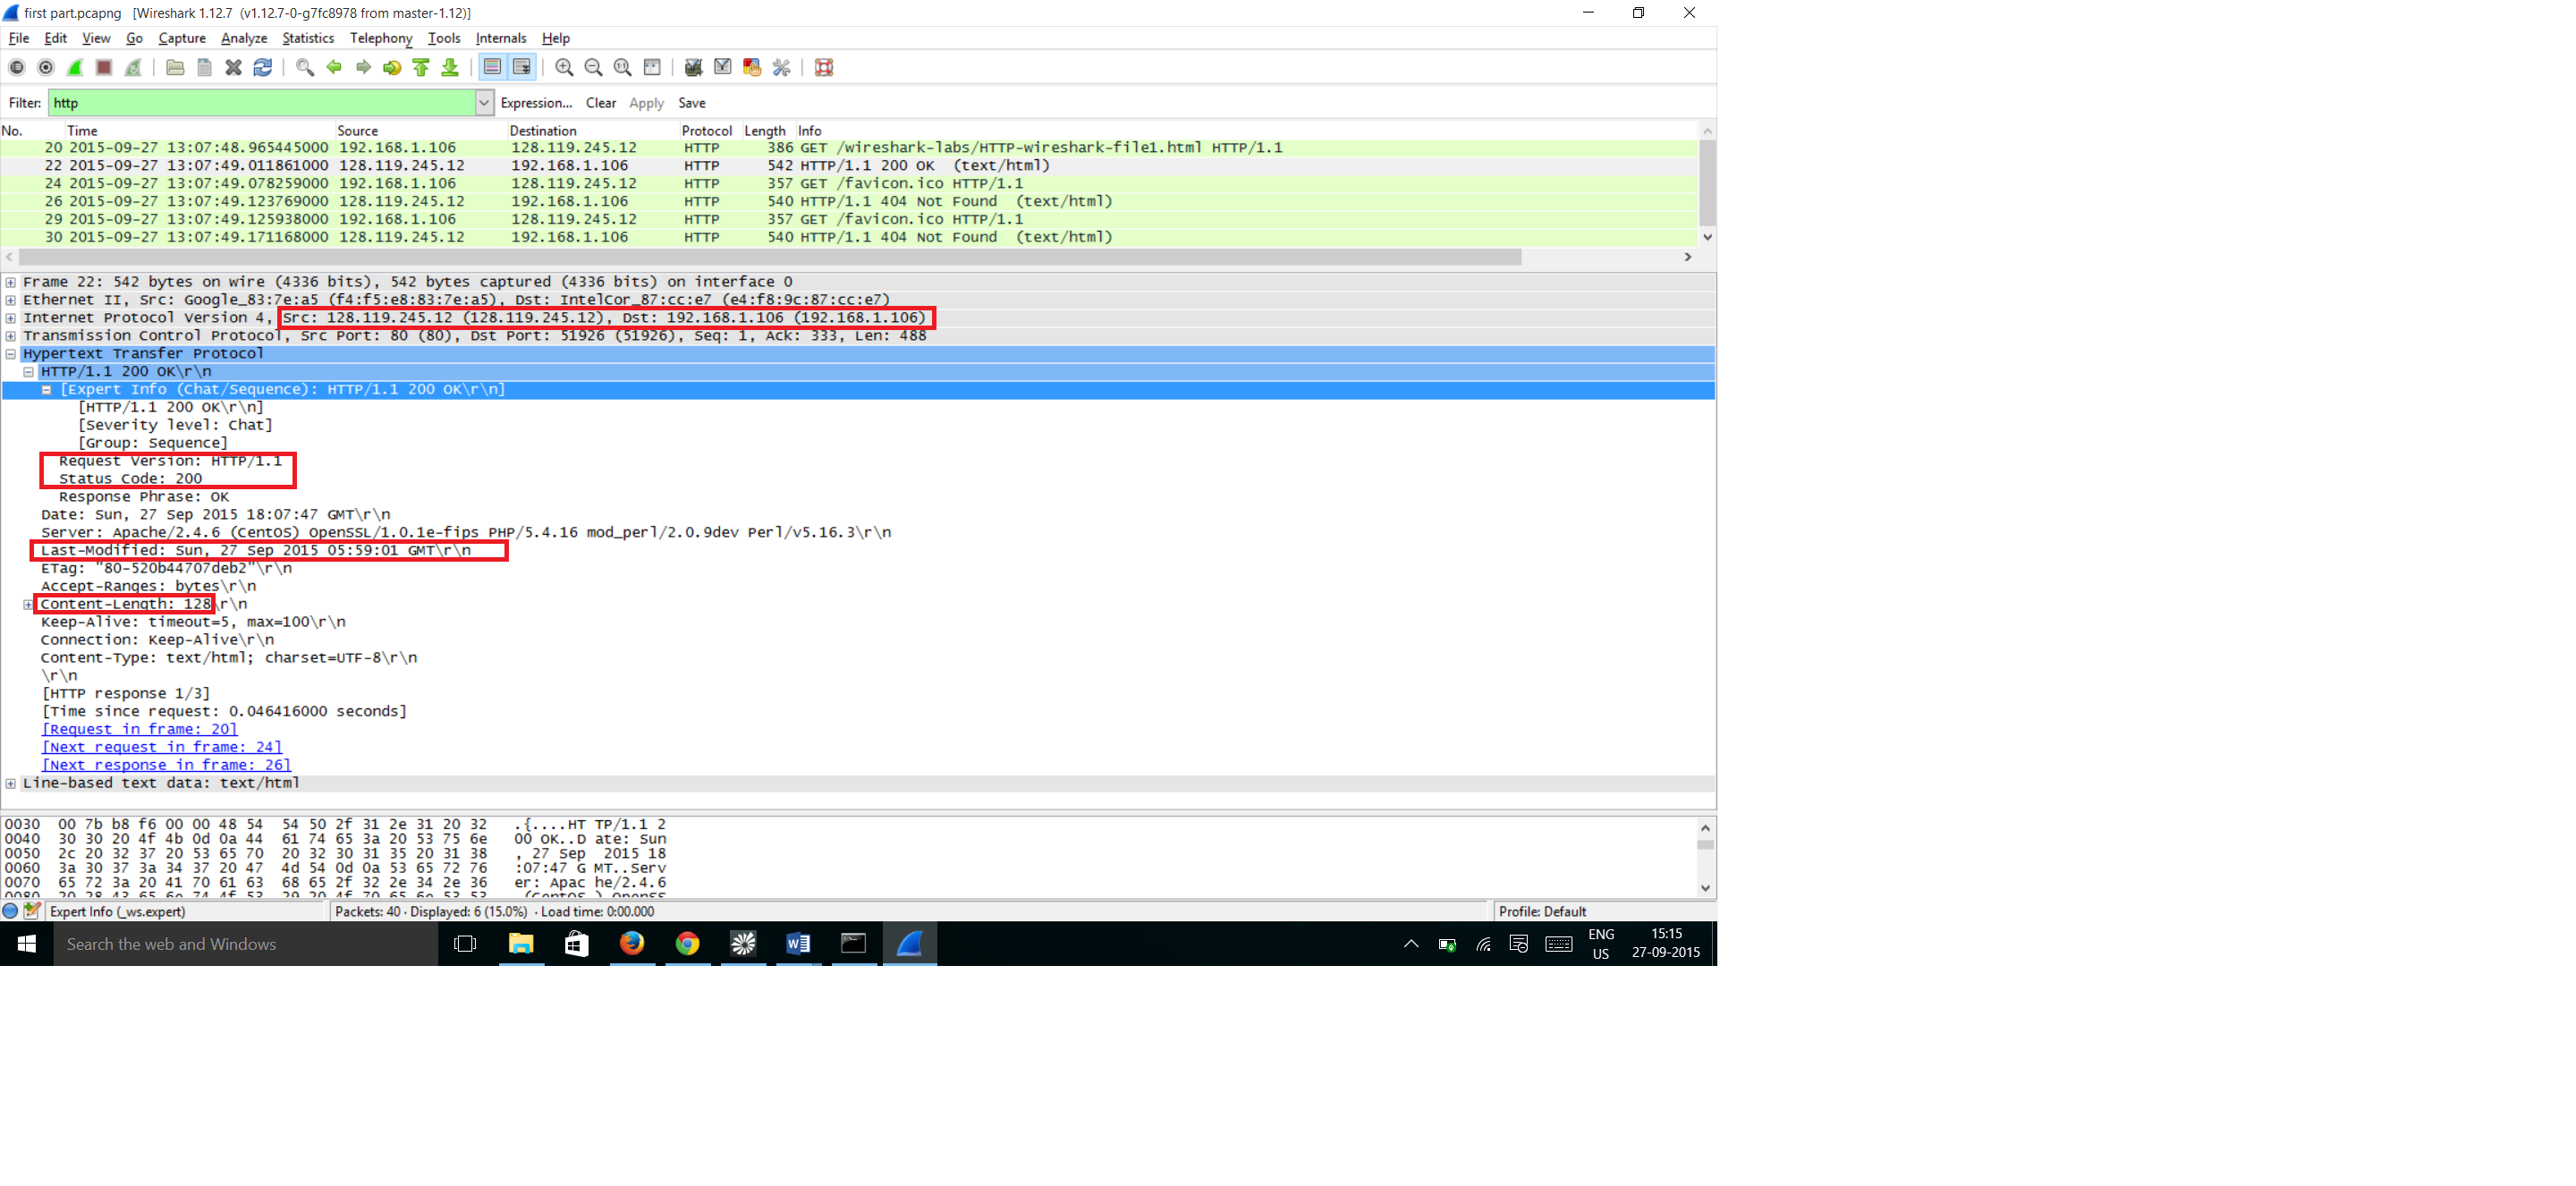 first part.pcapng [Wireshark 1.12.7 (v1.12.7-0-g7fc8978 from master-1.12)]
File Edit View Go Capture Analyze Statistics Telephony Tools Internals Help
Filter: http Expression... Clear Apply Save
No. Time Source Destination Protocol Length Info
20 2015-09-27 13:07:48.965445000 192.168.1.106 128.119.245.12 HTTP 386 GET /wireshark-labs/HTTP-wireshark-file1.html HTTP/1.1
22 2015-09-27 13:07:49.011861000 128.119.245.12 192.168.1.106 HTTP 542 HTTP/1.1 200 OK (text/html)
24 2015-09-27 13:07:49.078259000 192.168.1.106 128.119.245.12 HTTP 357 GET /favicon.ico HTTP/1.1
26 2015-09-27 13:07:49.123769000 128.119.245.12 192.168.1.106 HTTP 540 HTTP/1.1 404 Not Found (text/html)
29 2015-09-27 13:07:49.125938000 192.168.1.106 128.119.245.12 HTTP 357 GET /favicon.ico HTTP/1.1
30 2015-09-27 13:07:49.171168000 128.119.245.12 192.168.1.106 HTTP 540 HTTP/1.1 404 Not Found (text/html)
Frame 22: 542 bytes on wire (4336 bits), 542 bytes captured (4336 bits) on interface 0
Ethernet II, Src: Google_83:7e:a5 (f4:f5:e8:83:7e:a5), Dst: IntelCor_87:cc:e7 (e4:f8:9c:87:cc:e7)
Internet Protocol Version 4, Src: 128.119.245.12 (128.119.245.12), Dst: 192.168.1.106 (192.168.1.106)
Transmission Control Protocol, Src Port: 80 (80), Dst Port: 51926 (51926), Seq: 1, Ack: 333, Len: 488
Hypertext Transfer Protocol
HTTP/1.1 200 OK\r\n
[Expert Info (Chat/Sequence): HTTP/1.1 200 OK\r\n]
[HTTP/1.1 200 OK\r\n]
[Severity level: Chat]
[Group: Sequence]
Request Version: HTTP/1.1
Status Code: 200
Response Phrase: OK
Date: Sun, 27 Sep 2015 18:07:47 GMT\r\n
Server: Apache/2.4.6 (CentOS) OpenSSL/1.0.1e-fips PHP/5.4.16 mod_perl/2.0.9dev Perl/v5.16.3\r\n
Last-Modified: Sun, 27 Sep 2015 05:59:01 GMT\r\n
ETag: "80-520b44707deb2"\r\n
Accept-Ranges: bytes\r\n
Content-Length: 128\r\n
Keep-Alive: timeout=5, max=100\r\n
Connection: Keep-Alive\r\n
Content-Type: text/html; charset=UTF-8\r\n
\r\n
[HTTP response 1/3]
[Time since request: 0.046416000 seconds]
[Request in frame: 20]
[Next request in frame: 24]
[Next response in frame: 26]
Line-based text data: text/html
0030 00 7b b8 f6 00 00 48 54 54 50 2f 31 2e 31 20 32 .{....HT TP/1.1 2
0040 30 30 20 4f 4b 0d 0a 44 61 74 65 3a 20 53 75 6e 00 OK..D ate: Sun
0050 2c 20 32 37 20 53 65 70 20 32 30 31 35 20 31 38 , 27 Sep 2015 18
0060 3a 30 37 3a 34 37 20 47 4d 54 0d 0a 53 65 72 76 :07:47 G MT..Serv
0070 65 72 3a 20 41 70 61 63 68 65 2f 32 2e 34 2e 36 er: Apac he/2.4.6
0080 20 28 43 65 6e 74 4f 53 29 20 4f 70 65 6e 53 53 (CentOS ) OpenSS
Expert Info (_ws.expert) Packets: 40 · Displayed: 6 (15.0%) · Load time: 0:00.000 Profile: Default
Search the web and Windows
ENG
US
15:15
27-09-2015